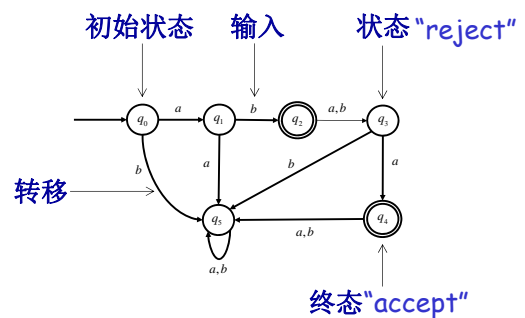 初始状态 输入 状态 “reject”
a b a,b
q0 q1 q2 q3
b a b a
转移
q5 q4
a,b
a,b
终态“accept”